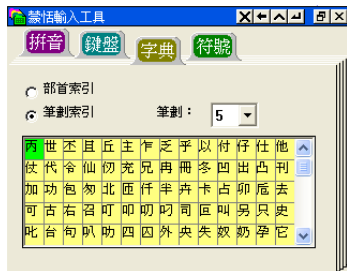 蒙恬輸入工具
拼音 鍵盤 字典 符號
部首索引
筆劃索引 筆劃： 5
丙 世 丕 且 丘 主 乍 乏 乎 以 付 仔 仕 他
仗 代 令 仙 仞 充 兄 冉 冊 冬 凹 出 凸 刊
加 功 包 匆 北 匝 仟 半 卉 卡 占 卯 卮 去
可 古 右 召 叮 叩 叨 叼 司 叵 叫 另 只 史
叱 台 句 叭 叻 四 囚 外 央 失 奴 奶 孕 它